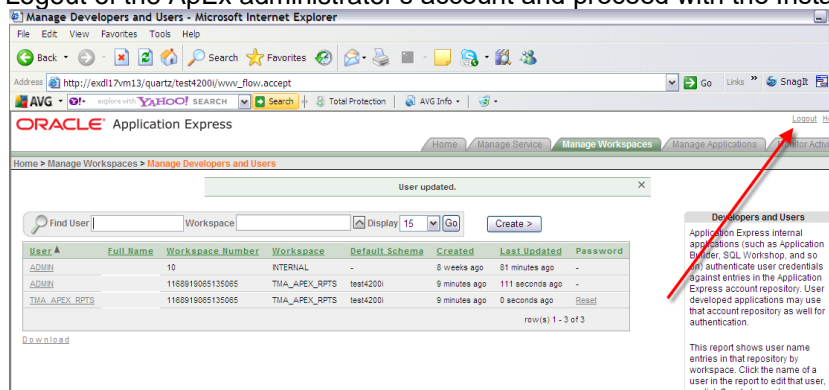 Logout of the ApEx administrator's account and proceed with the
Manage Developers and Users - Microsoft Internet Explorer
File Edit View Favorites Tools Help
Back Search Favorites
Address http://exdl17vm13/quartz/test4200i/wwv_flow.accept Go Links » SnagIt
AVG explore with YAHOO! SEARCH Search Total Protection AVG Info
ORACLE Application Express
Logout
Home Manage Service Manage Workspaces Manage Applications
Home > Manage Workspaces > Manage Developers and Users
User updated. ×
Find User Workspace Display 15 Go Create >
User Full Name Workspace Number Workspace Default Schema Created Last Updated Password
ADMIN 10 INTERNAL - 8 weeks ago 81 minutes ago -
ADMIN 1168919065135065 TMA_APEX_RPTS test4200i 9 minutes ago 111 seconds ago -
TMA_APEX_RPTS 1168919065135065 TMA_APEX_RPTS test4200i 9 minutes ago 0 seconds ago Reset
row(s) 1 - 3 of 3
Download
Developers and Users
Application Express internal
applications (such as Application
Builder, SQL Workshop, and so
on) authenticate user credentials
against entries in the Application
Express account repository. User
developed applications may use
that account repository as well for
authentication.
This report shows user name
entries in that repository by
workspace. Click the name of a
user in the report to edit that user,